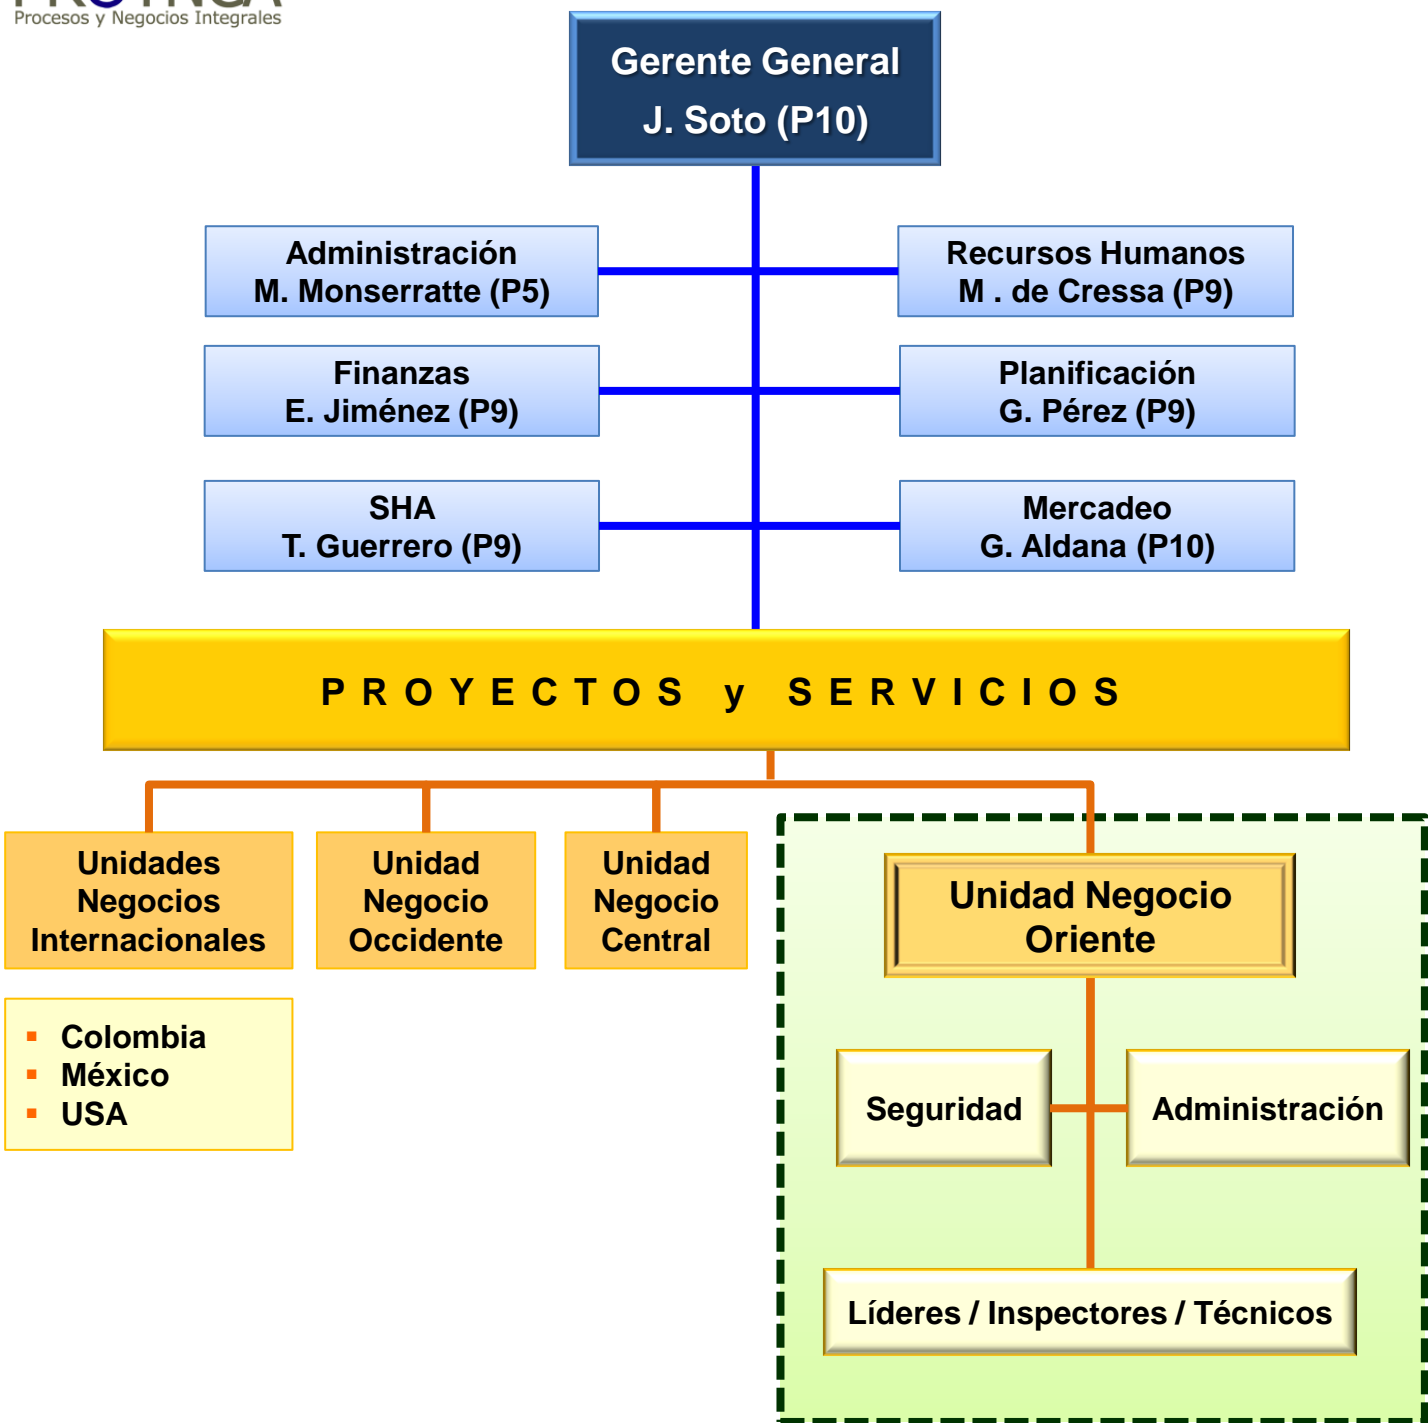 Procesos y Negocios Integrales
Gerente General
J. Soto (P10)
Administración
M. Monserratte (P5)
Recursos Humanos
M . de Cressa (P9)
Finanzas
E. Jiménez (P9)
Planificación
G. Pérez (P9)
SHA
T. Guerrero (P9)
Mercadeo
G. Aldana (P10)
PROYECTOS y SERVICIOS
Unidades
Negocios
Internacionales
Unidad
Negocio
Occidente
Unidad
Negocio
Central
Unidad Negocio
Oriente
▪ Colombia
▪ México
▪ USA
Seguridad
Administración
Líderes / Inspectores / Técnicos